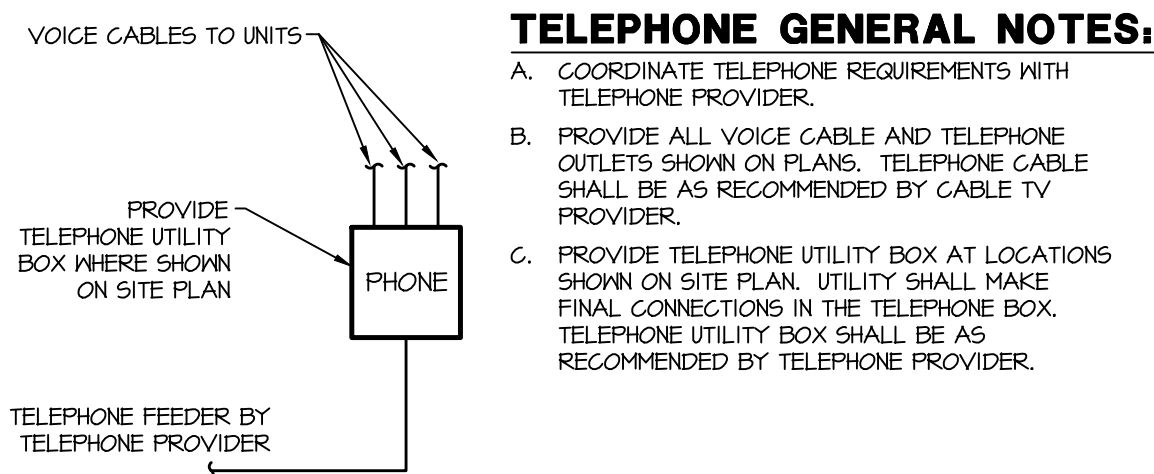 VOICE CABLES TO UNITS
PROVIDE
TELEPHONE UTILITY
BOX WHERE SHOWN
ON SITE PLAN
PHONE
TELEPHONE FEEDER BY
TELEPHONE PROVIDER
TELEPHONE GENERAL NOTES:
A. COORDINATE TELEPHONE REQUIREMENTS WITH
TELEPHONE PROVIDER.
B. PROVIDE ALL VOICE CABLE AND TELEPHONE
OUTLETS SHOWN ON PLANS. TELEPHONE CABLE
SHALL BE AS RECOMMENDED BY CABLE TV
PROVIDER.
C. PROVIDE TELEPHONE UTILITY BOX AT LOCATIONS
SHOWN ON SITE PLAN. UTILITY SHALL MAKE
FINAL CONNECTIONS IN THE TELEPHONE BOX.
TELEPHONE UTILITY BOX SHALL BE AS
RECOMMENDED BY TELEPHONE PROVIDER.